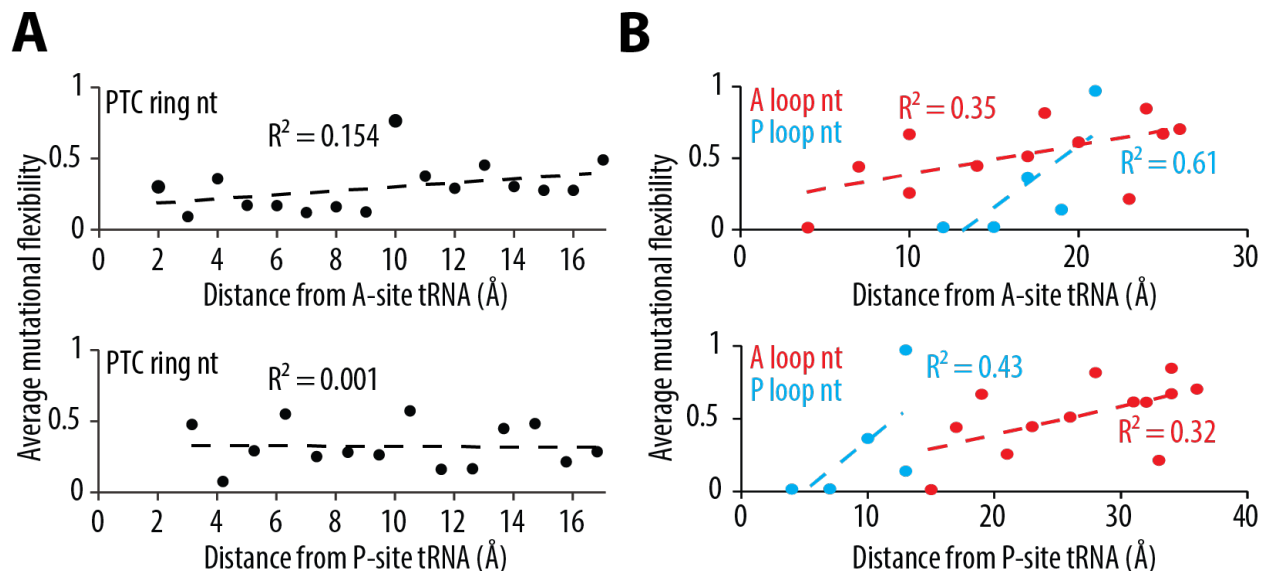 A
Average mutational flexibility
1
0.5
0
PTC ring nt
R² = 0.154
0 2 4 6 8 10 12 14 16
Distance from A-site tRNA (Å)
1
0.5
0
PTC ring nt
R² = 0.001
0 2 4 6 8 10 12 14 16
Distance from P-site tRNA (Å)
B
Average mutational flexibility
1
0.5
0
A loop nt
P loop nt
R² = 0.35
R² = 0.61
0 10 20 30
Distance from A-site tRNA (Å)
1
0.5
0
A loop nt
P loop nt
R² = 0.43
R² = 0.32
0 10 20 30 40
Distance from P-site tRNA (Å)